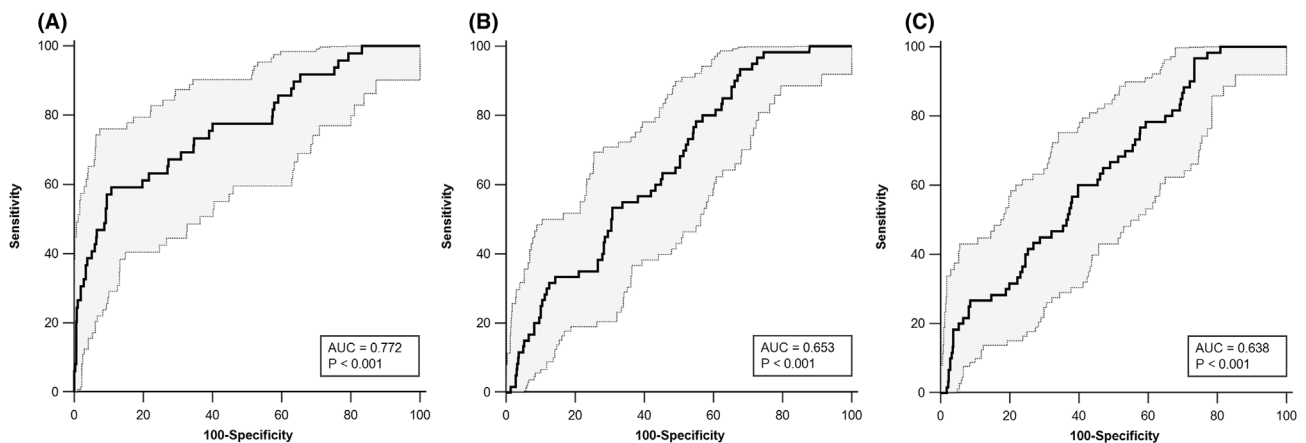 (A)
100
80
60
40
20
0
Sensitivity
0 20 40 60 80 100
100-Specificity
AUC = 0.772
P < 0.001
(B)
100
80
60
40
20
0
Sensitivity
0 20 40 60 80 100
100-Specificity
AUC = 0.653
P < 0.001
(C)
100
80
60
40
20
0
Sensitivity
0 20 40 60 80 100
100-Specificity
AUC = 0.638
P < 0.001